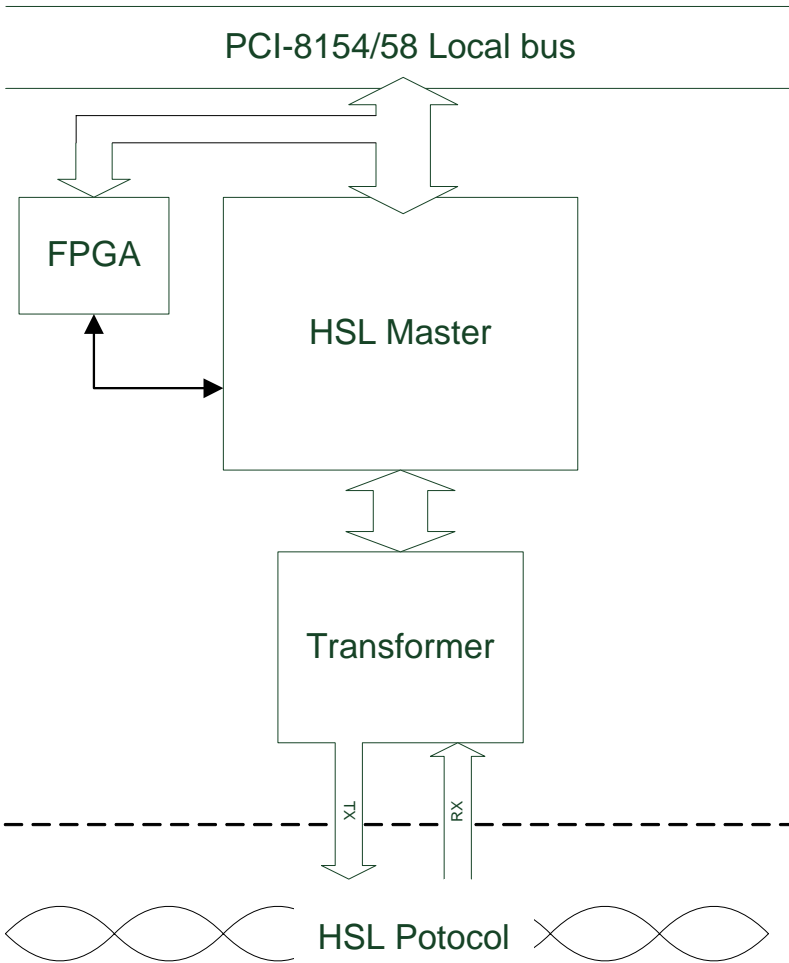 PCI-8154/58 Local bus
FPGA
HSL Master
Transformer
TX
RX
HSL Potocol